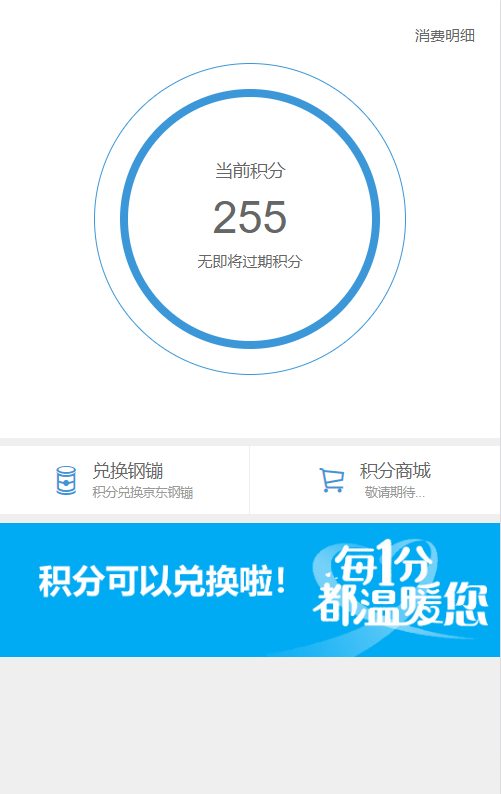 消费明细
当前积分
255
无即将过期积分
兑换钢镚
积分兑换京东钢镚
积分商城
敬请期待...
积分可以兑换啦！
每1分
都温暖您